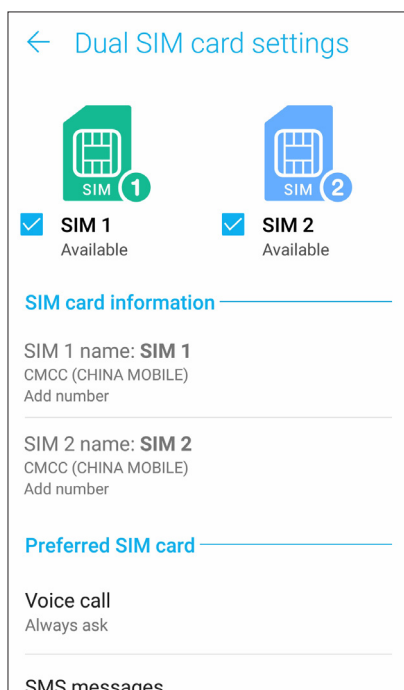 Dual SIM card settings
SIM 1
SIM 2
SIM 1
SIM 2
Available
Available
SIM card information
SIM 1 name: SIM 1
CMCC (CHINA MOBILE)
Add number
SIM 2 name: SIM 2
CMCC (CHINA MOBILE)
Add number
Preferred SIM card
Voice call
Always ask
SMS messages